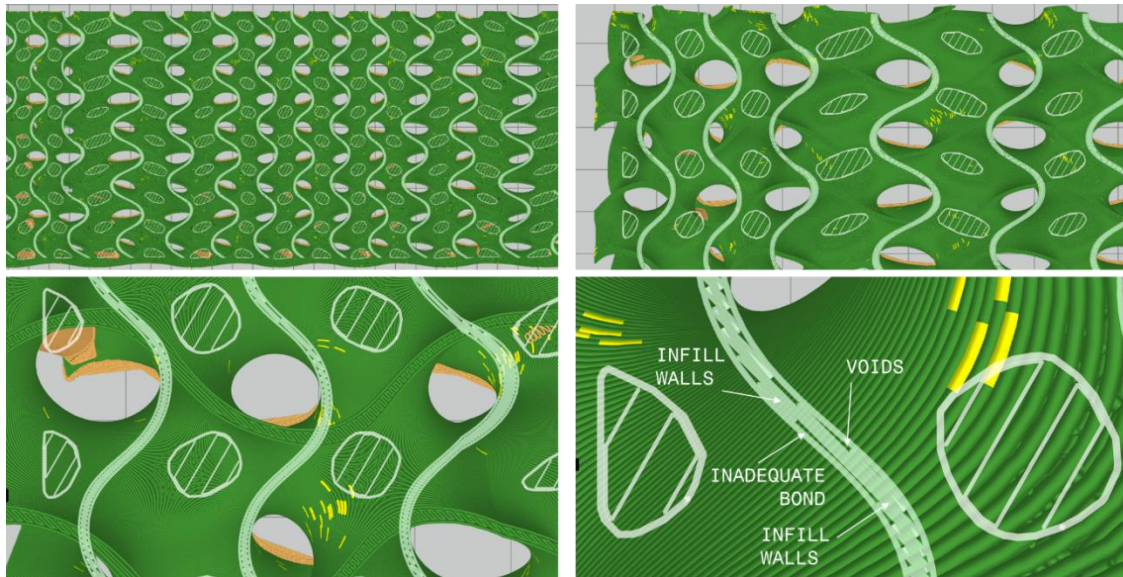 INFILL
WALLS
VOIDS
INADEQUATE
BOND
INFILL
WALLS